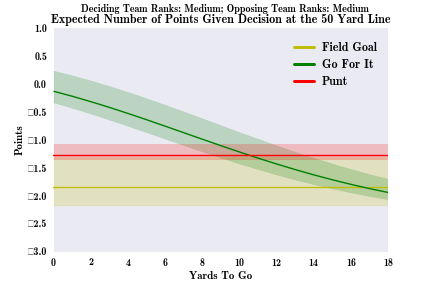 Deciding Team Ranks: Medium; Opposing Team Ranks: Medium
Expected Number of Points Given Decision at the 50 Yard Line
1.0
0.5
0.0
□0.5
□1.0
□1.5
□2.0
□2.5
□3.0
Points
Field Goal
Go For It
Punt
0 2 4 6 8 10 12 14 16 18
Yards To Go